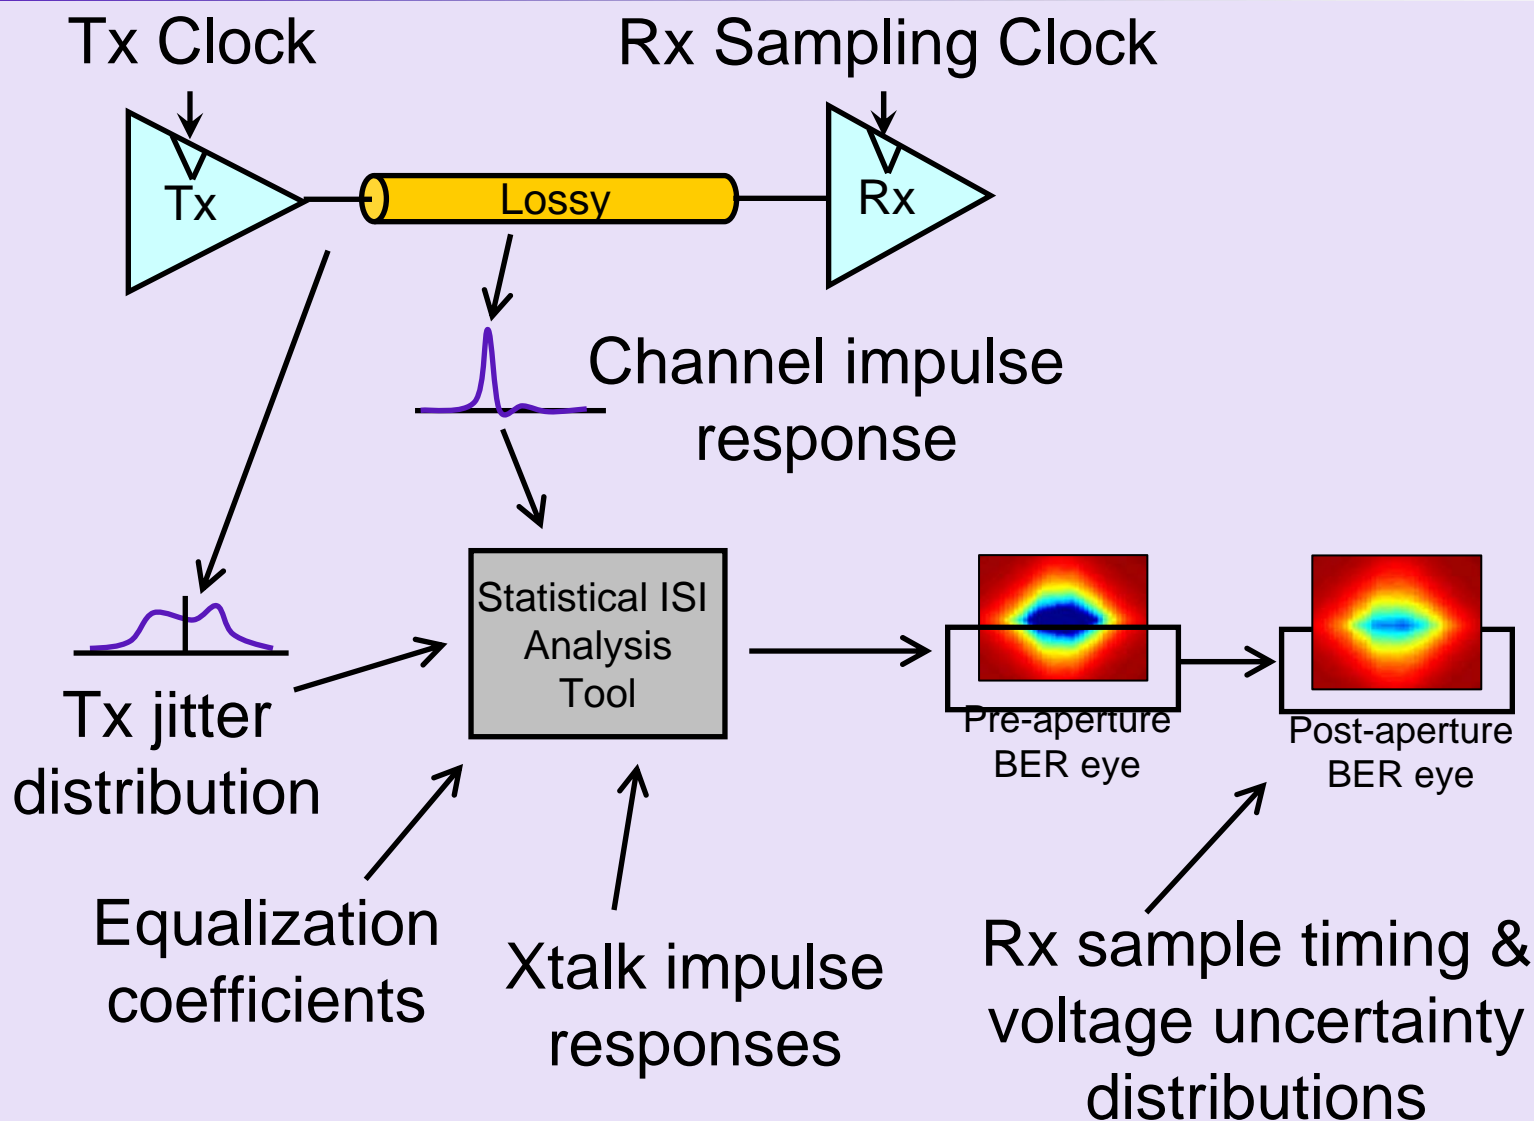 Tx Clock
Rx Sampling Clock
Tx
Lossy
Rx
Channel impulse
response
Statistical ISI
Analysis
Tool
Tx jitter
distribution
Pre-aperture
BER eye
Post-aperture
BER eye
Equalization
coefficients
Xtalk impulse
responses
Rx sample timing &
voltage uncertainty
distributions